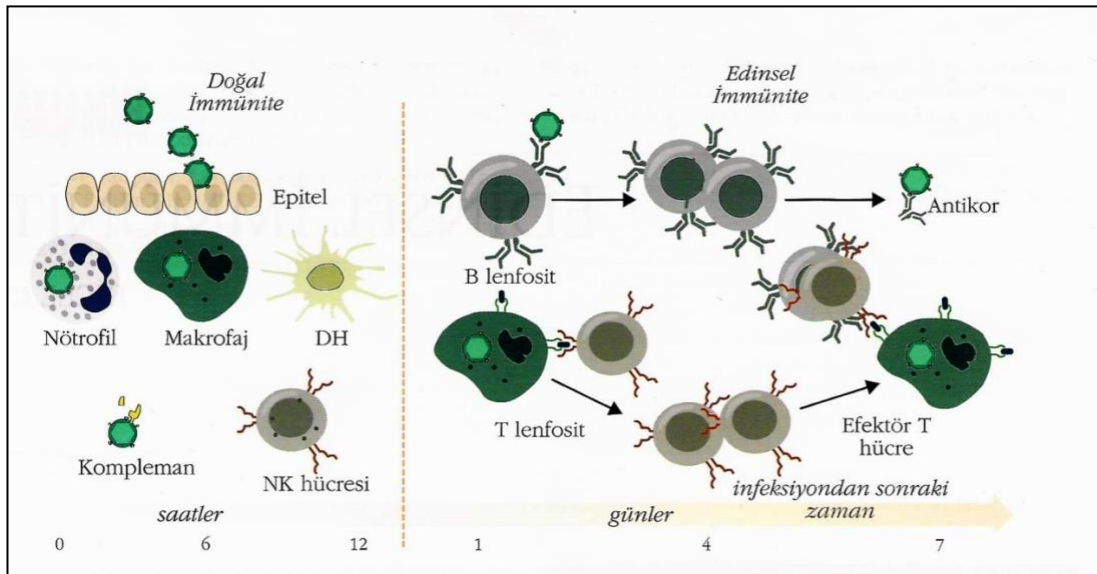 Doğal
İmmünite
Epitel
Nötrofil
Makrofaj
DH
Kompleman
NK hücresi
saatler
0
6
12
Edinsel
İmmünite
B lenfosit
Antikor
T lenfosit
Efektör T
hücre
infeksiyondan sonraki
günler
zaman
1
4
7